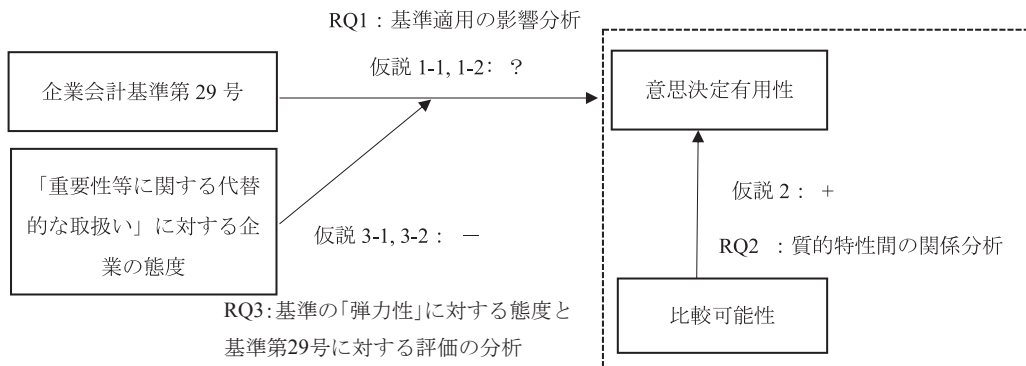 RQ1：基準適用の影響分析
仮説 1-1, 1-2： ？
企業会計基準第 29 号
意思決定有用性
「重要性等に関する代替
的な取扱い」に対する企
業の態度
仮説 2： +
仮説 3-1, 3-2： －
RQ2 ：質的特性間の関係分析
RQ3：基準の「弾力性」に対する態度と
基準第29号に対する評価の分析
比較可能性